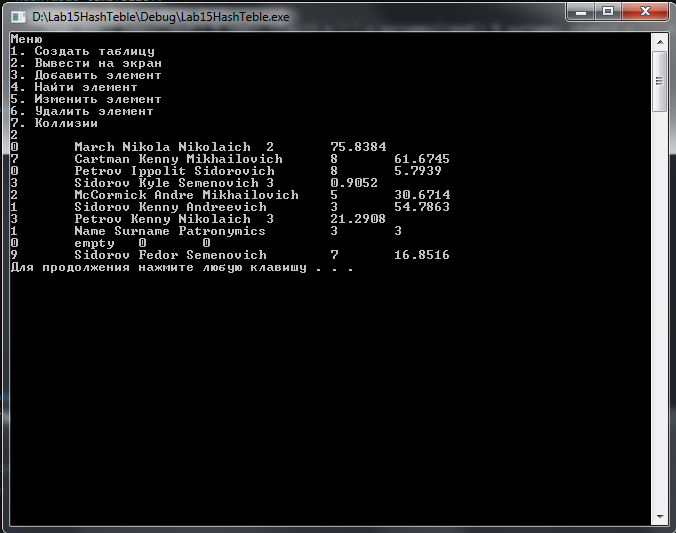 D:\Lab15HashTeble\Debug\Lab15HashTeble.exe
Меню
1. Создать таблицу
2. Вывести на экран
3. Добавить элемент
4. Найти элемент
5. Изменить элемент
6. Удалить элемент
7. Коллизии
2
0 March Nikola Nikolaich 2 75.8384
7 Cartman Kenny Mikhailovich 8 61.6745
0 Petrov Ippolit Sidorovich 8 5.7939
3 Sidorov Kyle Semenovich 3 0.9052
2 McCormick Andre Mikhailovich 5 30.6714
1 Sidorov Kenny Andreevich 3 54.7863
3 Petrov Kenny Nikolaich 3 21.2908
1 Name Surname Patronymics 3 3
0 empty 0 0
9 Sidorov Fedor Semenovich 7 16.8516
Для продолжения нажмите любую клавишу . . .